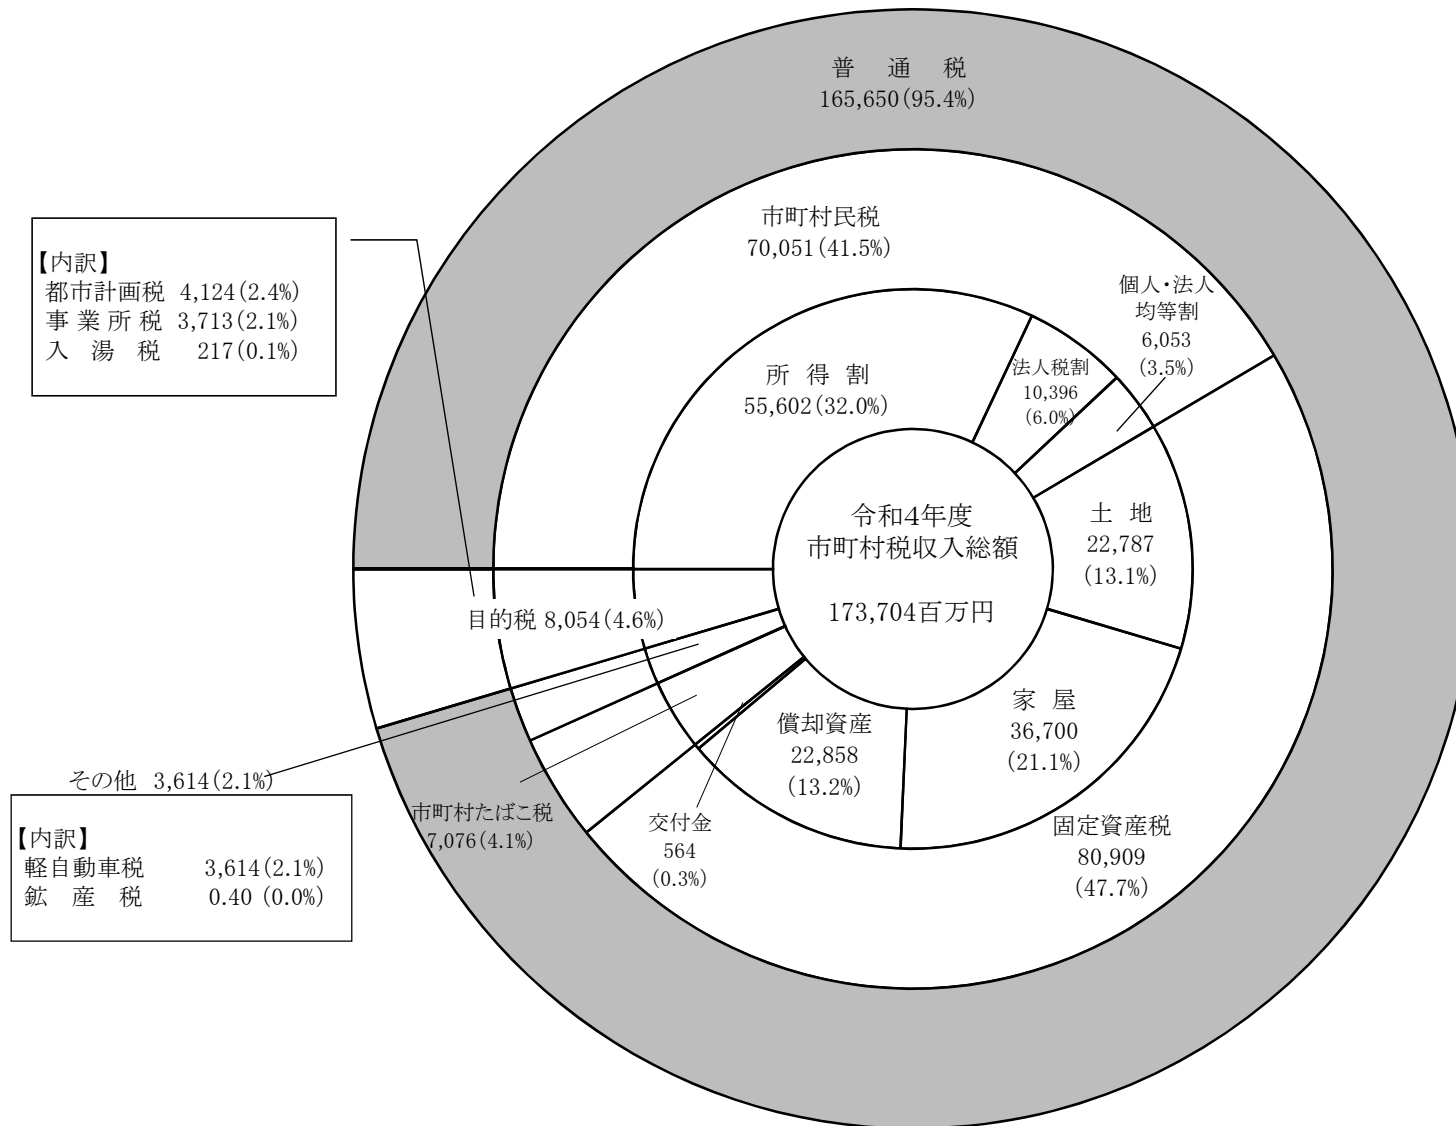 普 通 税
165,650(95.4%)
市町村民税
70,051(41.5%)
【内訳】
都市計画税 4,124(2.4%)
事業所税 3,713(2.1%)
入 湯 税 217(0.1%)
個人・法人
均等割
6,053
(3.5%)
所 得 割
55,602(32.0%)
法人税割
10,396
(6.0%)
令和4年度
市町村税収入総額
173,704百万円
土 地
22,787
(13.1%)
目的税 8,054(4.6%)
家 屋
36,700
(21.1%)
償却資産
22,858
(13.2%)
その他 3,614(2.1%)
【内訳】
軽自動車税 3,614(2.1%)
鉱 産 税 0.40 (0.0%)
市町村たばこ税
7,076(4.1%)
交付金
564
(0.3%)
固定資産税
80,909
(47.7%)